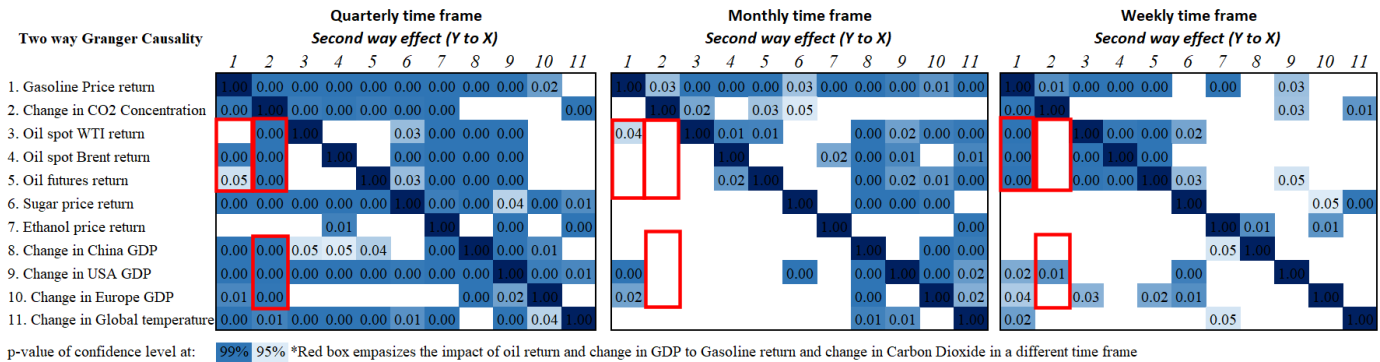 Quarterly time frame Monthly time frame Weekly time frame
Two way Granger Causality Second way effect (Y to X) Second way effect (Y to X) Second way effect (Y to X)
1 2 3 4 5 6 7 8 9 10 11 1 2 3 4 5 6 7 8 9 10 11 1 2 3 4 5 6 7 8 9 10 11
1. Gasoline Price return 1.00 0.00 0.00 0.00 0.00 0.00 0.00 0.00 0.00 0.02 1.00 0.03 0.00 0.00 0.00 0.03 0.00 0.00 0.00 0.01 0.00 1.00 0.01 0.00 0.00 0.00 0.00 0.03
2. Change in CO2 Concentration 0.00 1.00 0.00 0.00 0.00 0.00 0.00 0.00 1.00 0.02 0.03 0.05 0.00 1.00 0.03 0.01
3. Oil spot WTI return 0.00 1.00 0.03 0.00 0.00 0.00 0.04 1.00 0.01 0.01 0.00 0.02 0.00 0.00 0.00 1.00 0.00 0.00 0.02
4. Oil spot Brent return 0.00 0.00 1.00 0.00 0.00 0.00 0.00 1.00 0.02 0.00 0.01 0.01 0.00 0.00 1.00 0.00
5. Oil futures return 0.05 0.00 1.00 0.03 0.00 0.00 0.00 0.02 1.00 0.00 0.02 0.01 0.00 0.00 0.00 0.00 1.00 0.03 0.05
6. Sugar price return 0.00 0.00 0.00 0.00 0.00 1.00 0.00 0.00 0.04 0.00 0.01 1.00 0.00 0.00 0.00 1.00 0.05 0.00
7. Ethanol price return 0.01 1.00 0.00 0.00 1.00 0.00 1.00 0.01 0.01
8. Change in China GDP 0.00 0.00 0.05 0.05 0.04 1.00 0.00 0.01 1.00 0.00 0.00 0.05 1.00
9. Change in USA GDP 0.00 0.00 0.00 0.00 0.00 0.00 0.00 0.00 1.00 0.00 0.01 0.00 0.00 0.00 1.00 0.00 0.02 0.02 0.01 0.00 1.00
10. Change in Europe GDP 0.01 0.00 0.00 0.02 1.00 0.02 0.00 1.00 0.02 0.04 0.03 0.02 0.01 1.00
11. Change in Global temperature 0.00 0.01 0.00 0.00 0.00 0.01 0.00 0.00 0.04 1.00 0.01 0.01 1.00 0.02 0.05 1.00
p-value of confidence level at: 99% 95% *Red box empasizes the impact of oil return and change in GDP to Gasoline return and change in Carbon Dioxide in a different time frame